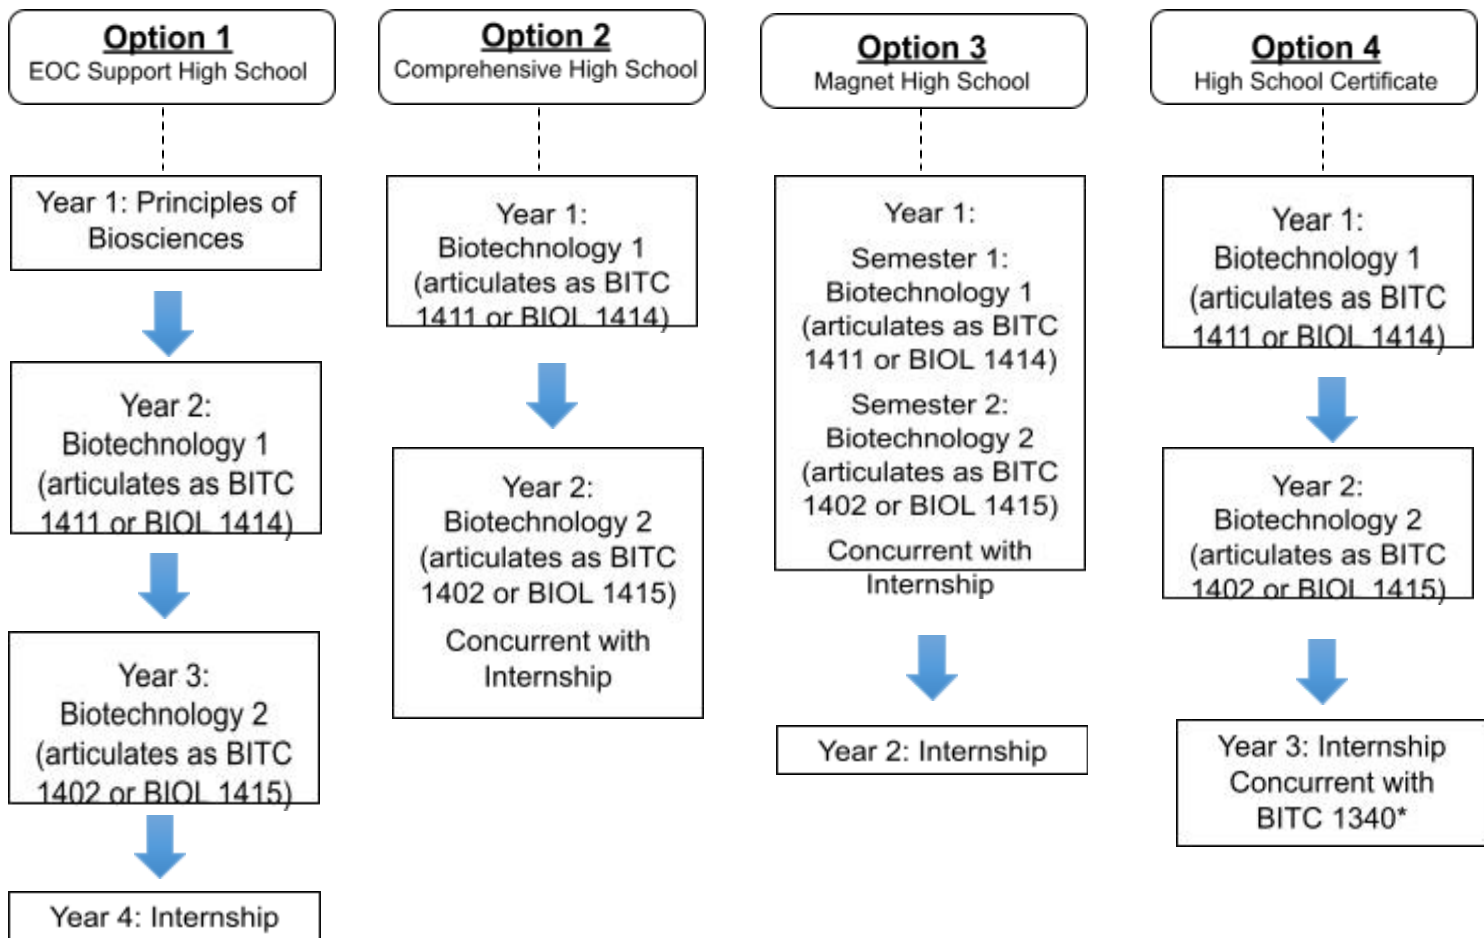 Option 1
EOC Support High School
Year 1: Principles of
Biosciences
Year 2:
Biotechnology 1
(articulates as BITC
1411 or BIOL 1414)
Year 3:
Biotechnology 2
(articulates as BITC
1402 or BIOL 1415)
Year 4: Internship
Option 2
Comprehensive High School
Year 1:
Biotechnology 1
(articulates as BITC
1411 or BIOL 1414)
Year 2:
Biotechnology 2
(articulates as BITC
1402 or BIOL 1415)
Concurrent with
Internship
Option 3
Magnet High School
Year 1:
Semester 1:
Biotechnology 1
(articulates as BITC
1411 or BIOL 1414)
Semester 2:
Biotechnology 2
(articulates as BITC
1402 or BIOL 1415)
Concurrent with
Internship
Year 2: Internship
Option 4
High School Certificate
Year 1:
Biotechnology 1
(articulates as BITC
1411 or BIOL 1414)
Year 2:
Biotechnology 2
(articulates as BITC
1402 or BIOL 1415)
Year 3: Internship
Concurrent with
BITC 1340*